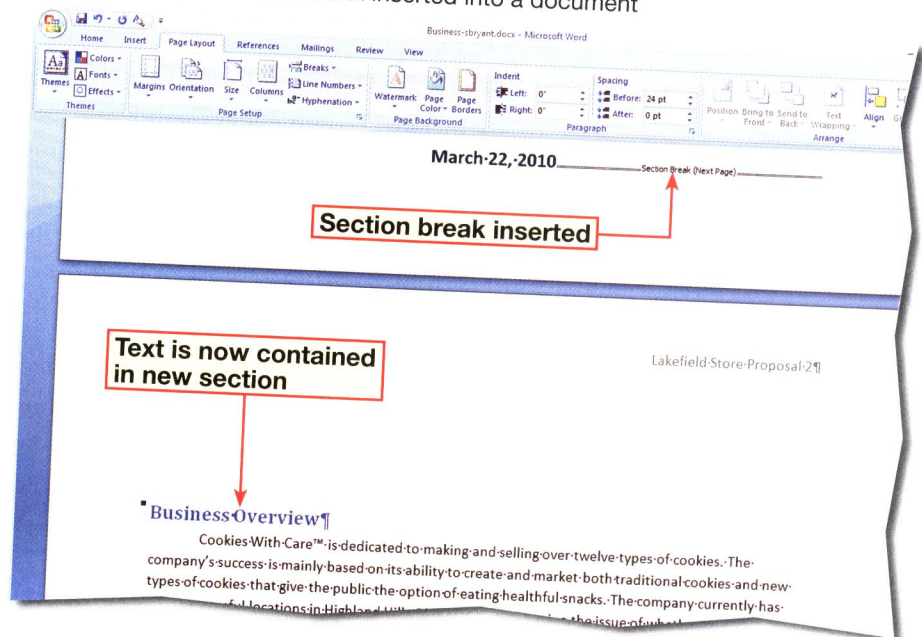 inserted into a document
Business-sbryant.docx - Microsoft Word
Home Insert Page Layout References Mailings Review View
Themes
Colors
Fonts
Effects
Themes
Margins Orientation Size Columns
Breaks
Line Numbers
Hyphenation
Page Setup
Watermark Page Color Page Borders
Page Background
Indent
Left: 0"
Right: 0"
Spacing
Before: 24 pt
After: 0 pt
Paragraph
Position Bring to Front Send to Back Text Wrapping
Align
Arrange
March·22,·2010
Section Break (Next Page)
Section break inserted
Text is now contained
in new section
Lakefield·Store·Proposal·2¶
Business·Overview¶
Cookies·With·Care™·is·dedicated·to·making·and·selling·over·twelve·types·of·cookies.·The·
company's·success·is·mainly·based·on·its·ability·to·create·and·market·both·traditional·cookies·and·new·
types·of·cookies·that·give·the·public·the·option·of·eating·healthful·snacks.·The·company·currently·has·
locations·in·Highland
the·issue·of